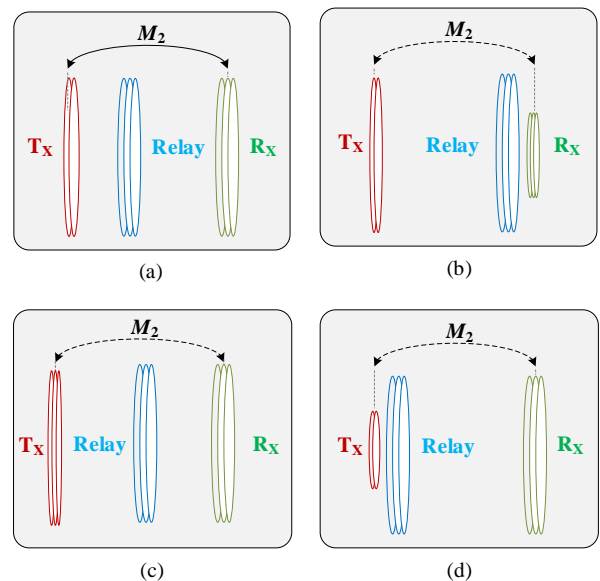 M₂
Tₓ Relay Rₓ
(a)
M₂
Tₓ Relay Rₓ
(b)
M₂
Tₓ Relay Rₓ
(c)
M₂
Tₓ Relay Rₓ
(d)